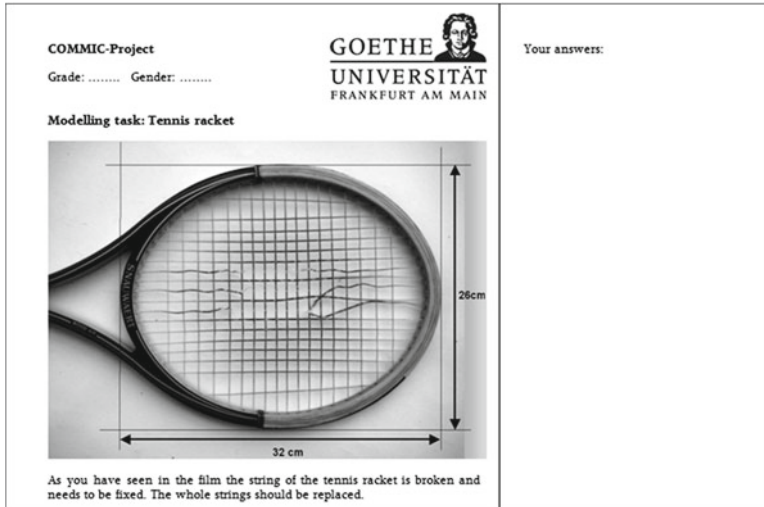 COMMIC-Project
Grade: ........ Gender: ........
GOETHE
UNIVERSITÄT
FRANKFURT AM MAIN
Modelling task: Tennis racket
26cm
32 cm
As you have seen in the film the string of the tennis racket is broken and
needs to be fixed. The whole strings should be replaced.
Your answers: